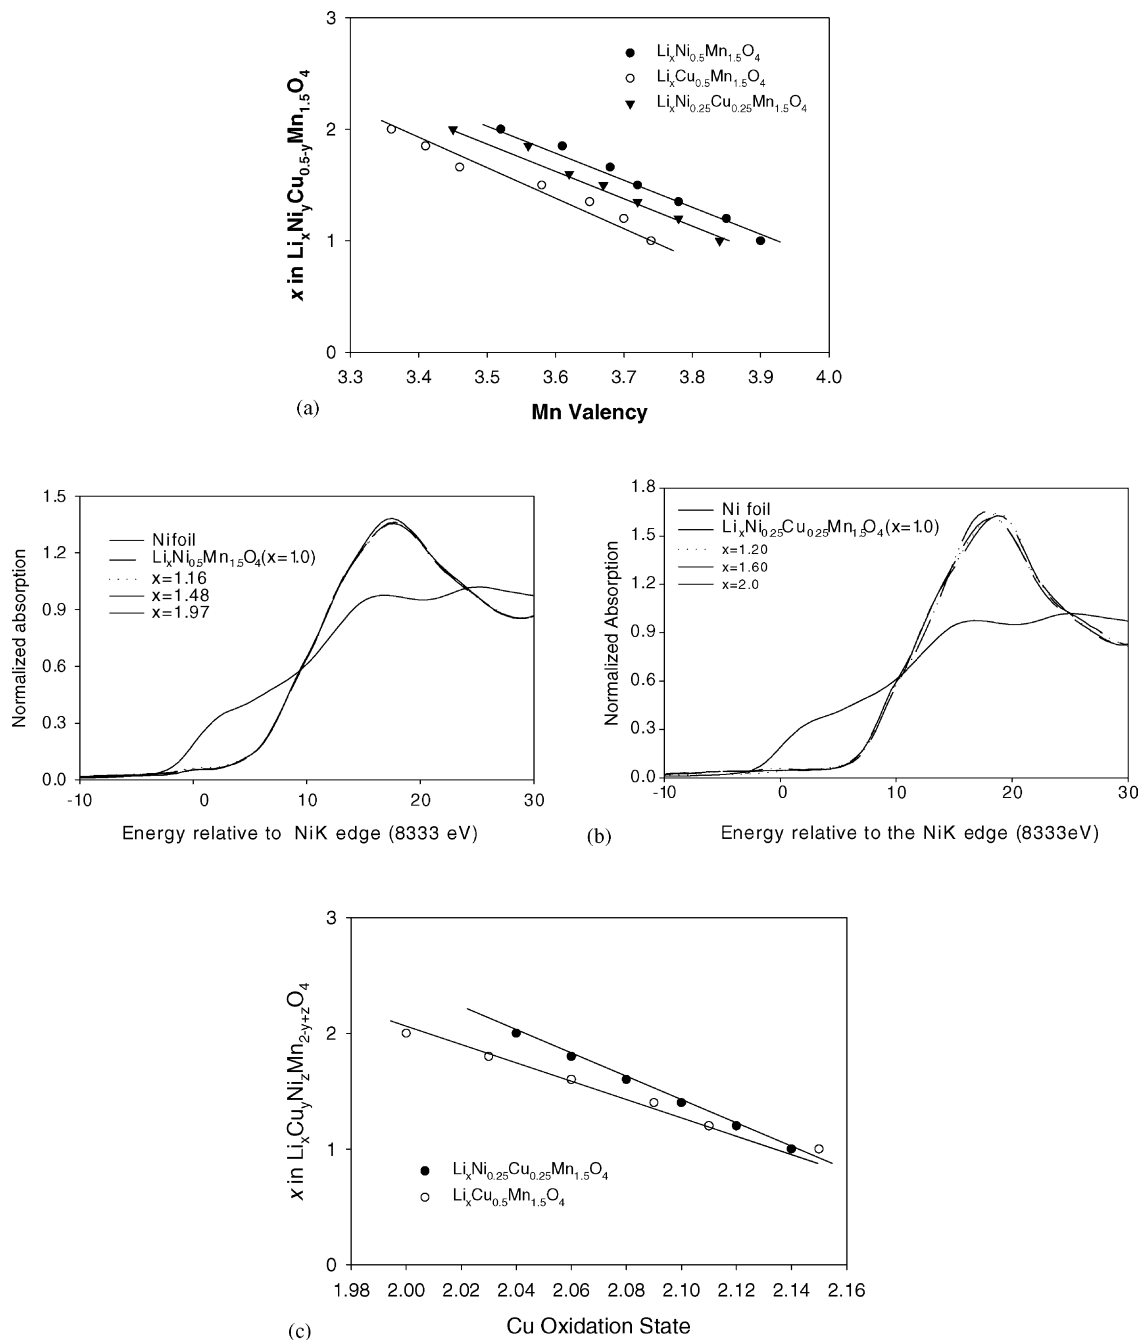 3
2
1
0
x in LixNiyCu0.5-yMn1.5O4
LixNi0.5Mn1.5O4
LixCu0.5Mn1.5O4
LixNi0.25Cu0.25Mn1.5O4
3.3 3.4 3.5 3.6 3.7 3.8 3.9 4.0
Mn Valency
(a)
1.5
1.2
0.9
0.6
0.3
0.0
Normalized absorption
Ni foil
LixNi0.5Mn1.5O4(x=1.0)
x=1.16
x=1.48
x=1.97
-10 0 10 20 30
Energy relative to NiK edge (8333 eV)
(b)
1.8
1.5
1.2
0.9
0.6
0.3
0.0
Normalized Absorption
Ni foil
LixNi0.25Cu0.25Mn1.5O4(x=1.0)
x=1.20
x=1.60
x=2.0
-10 0 10 20 30
Energy relative to the NiK edge (8333eV)
3
2
1
0
x in LixCuyNizMn2-y+zO4
LixNi0.25Cu0.25Mn1.5O4
LixCu0.5Mn1.5O4
1.98 2.00 2.02 2.04 2.06 2.08 2.10 2.12 2.14 2.16
Cu Oxidation State
(c)